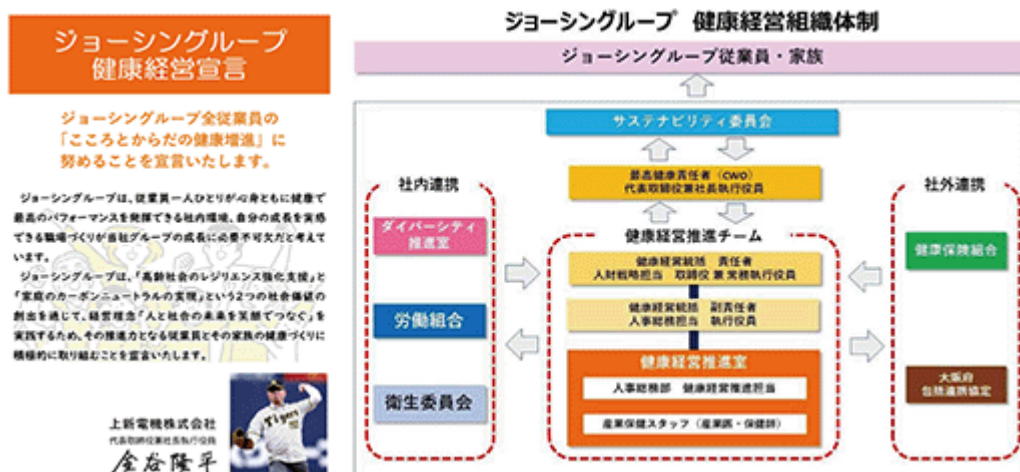 ジョーシングループ
健康経営宣言
ジョーシングループ全従業員の
「こころとからだの健康増進」に
努めることを宣言いたします。
ジョーシングループは、従業員一人ひとりが心身ともに健康で
最高のパフォーマンスを発揮できる社内環境、自分の成長を実感
できる職場づくりが当社グループの成長に必要不可欠だと考えて
います。
ジョーシングループは、「高齢社会のレジリエンス強化支援」と
「家庭のカーボンニュートラルの実現」という2つの社会価値の
創出を通じて、経営理念「人と社会の未来を笑顔でつなぐ」を
実践するため、その推進力となる従業員とその家族の健康づくりに
積極的に取り組むことを宣言いたします。
上新電機株式会社
代表取締役兼社長執行役員
金谷隆平
Tigers
ジョーシングループ 健康経営組織体制
ジョーシングループ従業員・家族
サステナビリティ委員会
最高健康責任者（CWO）
代表取締役兼社長執行役員
社内連携
ダイバーシティ
推進室
労働組合
衛生委員会
健康経営推進チーム
健康経営統括 責任者
人財戦略担当 取締役 兼 常務執行役員
健康経営統括 副責任者
人事総務担当 執行役員
健康経営推進室
人事総務部 健康経営推進担当
産業保健スタッフ（産業医・保健師）
社外連携
健康保険組合
大阪府
包括連携協定